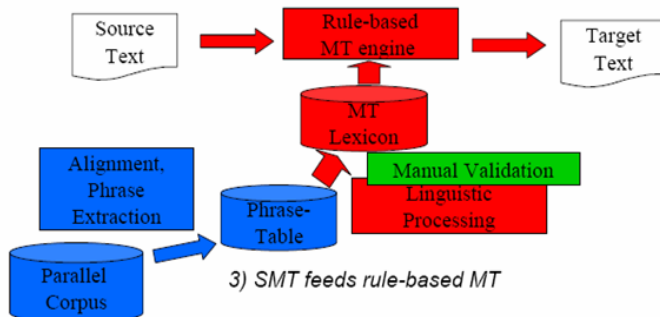 Source
Text
Rule-based
MT engine
Target
Text
MT
Lexicon
Alignment,
Phrase
Extraction
Manual Validation
Linguistic
Processing
Phrase-
Table
Parallel
Corpus
3) SMT feeds rule-based MT